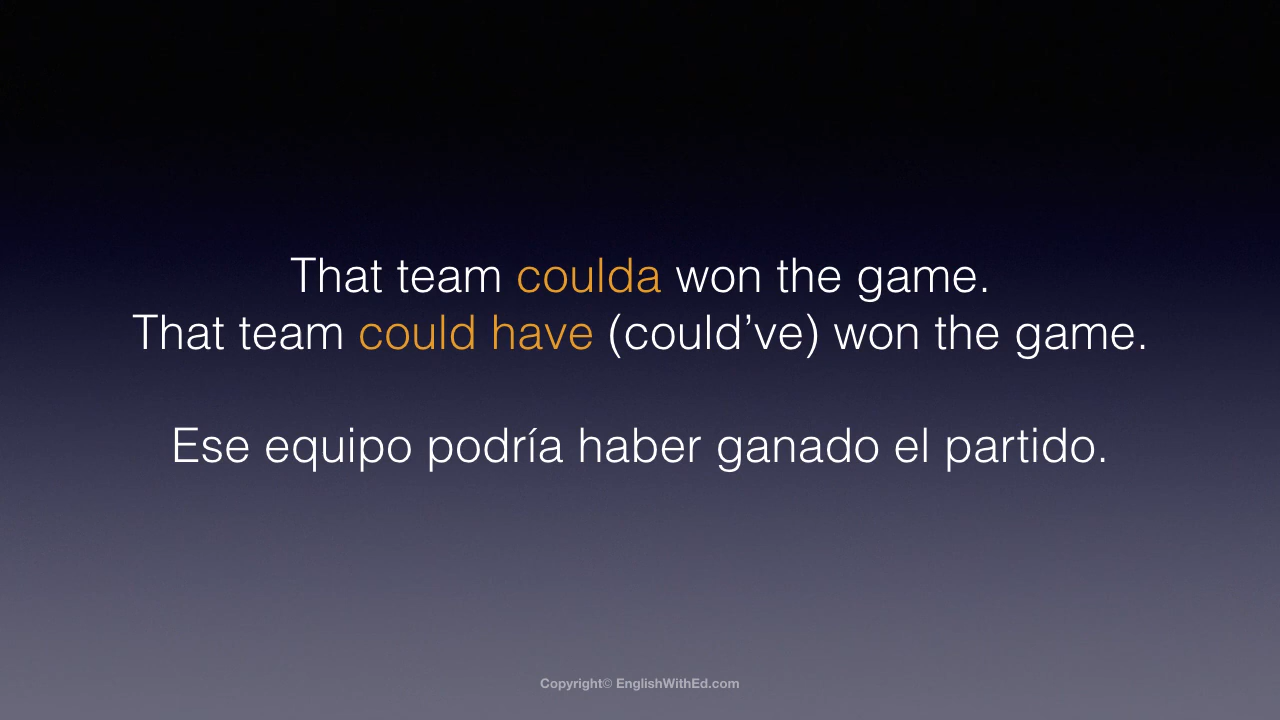 That team coulda won the game.
That team could have (could’ve) won the game.
Ese equipo podría haber ganado el partido.
Copyright© EnglishWithEd.com